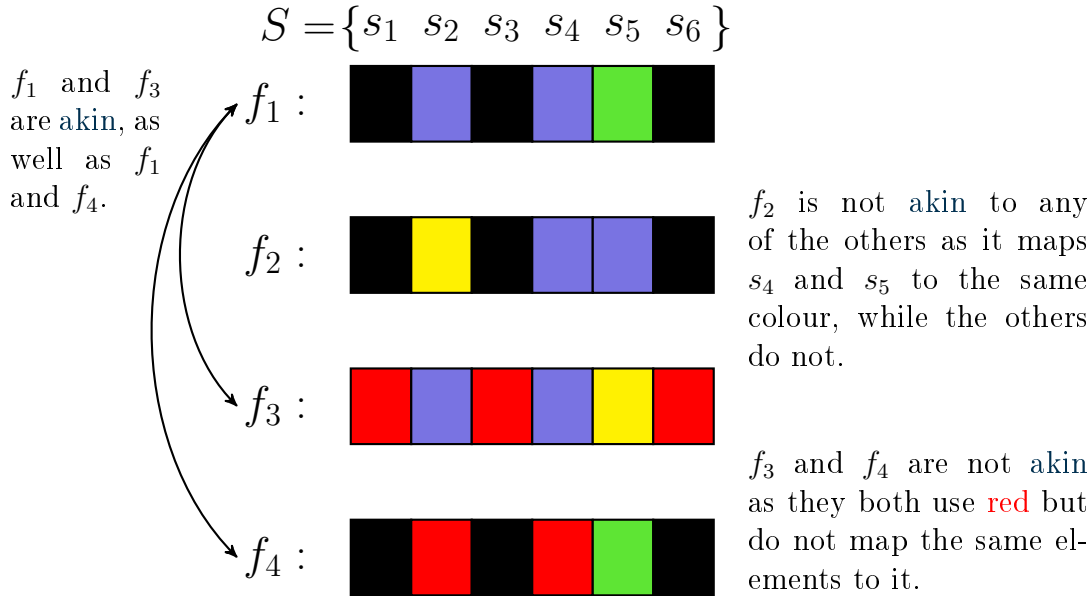 S = {s₁ s₂ s₃ s₄ s₅ s₆}
f₁ and f₃
are akin, as
well as f₁
and f₄.
f₁ :
f₂ :
f₂ is not akin to any
of the others as it maps
s₄ and s₅ to the same
colour, while the others
do not.
f₃ :
f₃ and f₄ are not akin
as they both use red but
do not map the same el-
ements to it.
f₄ :